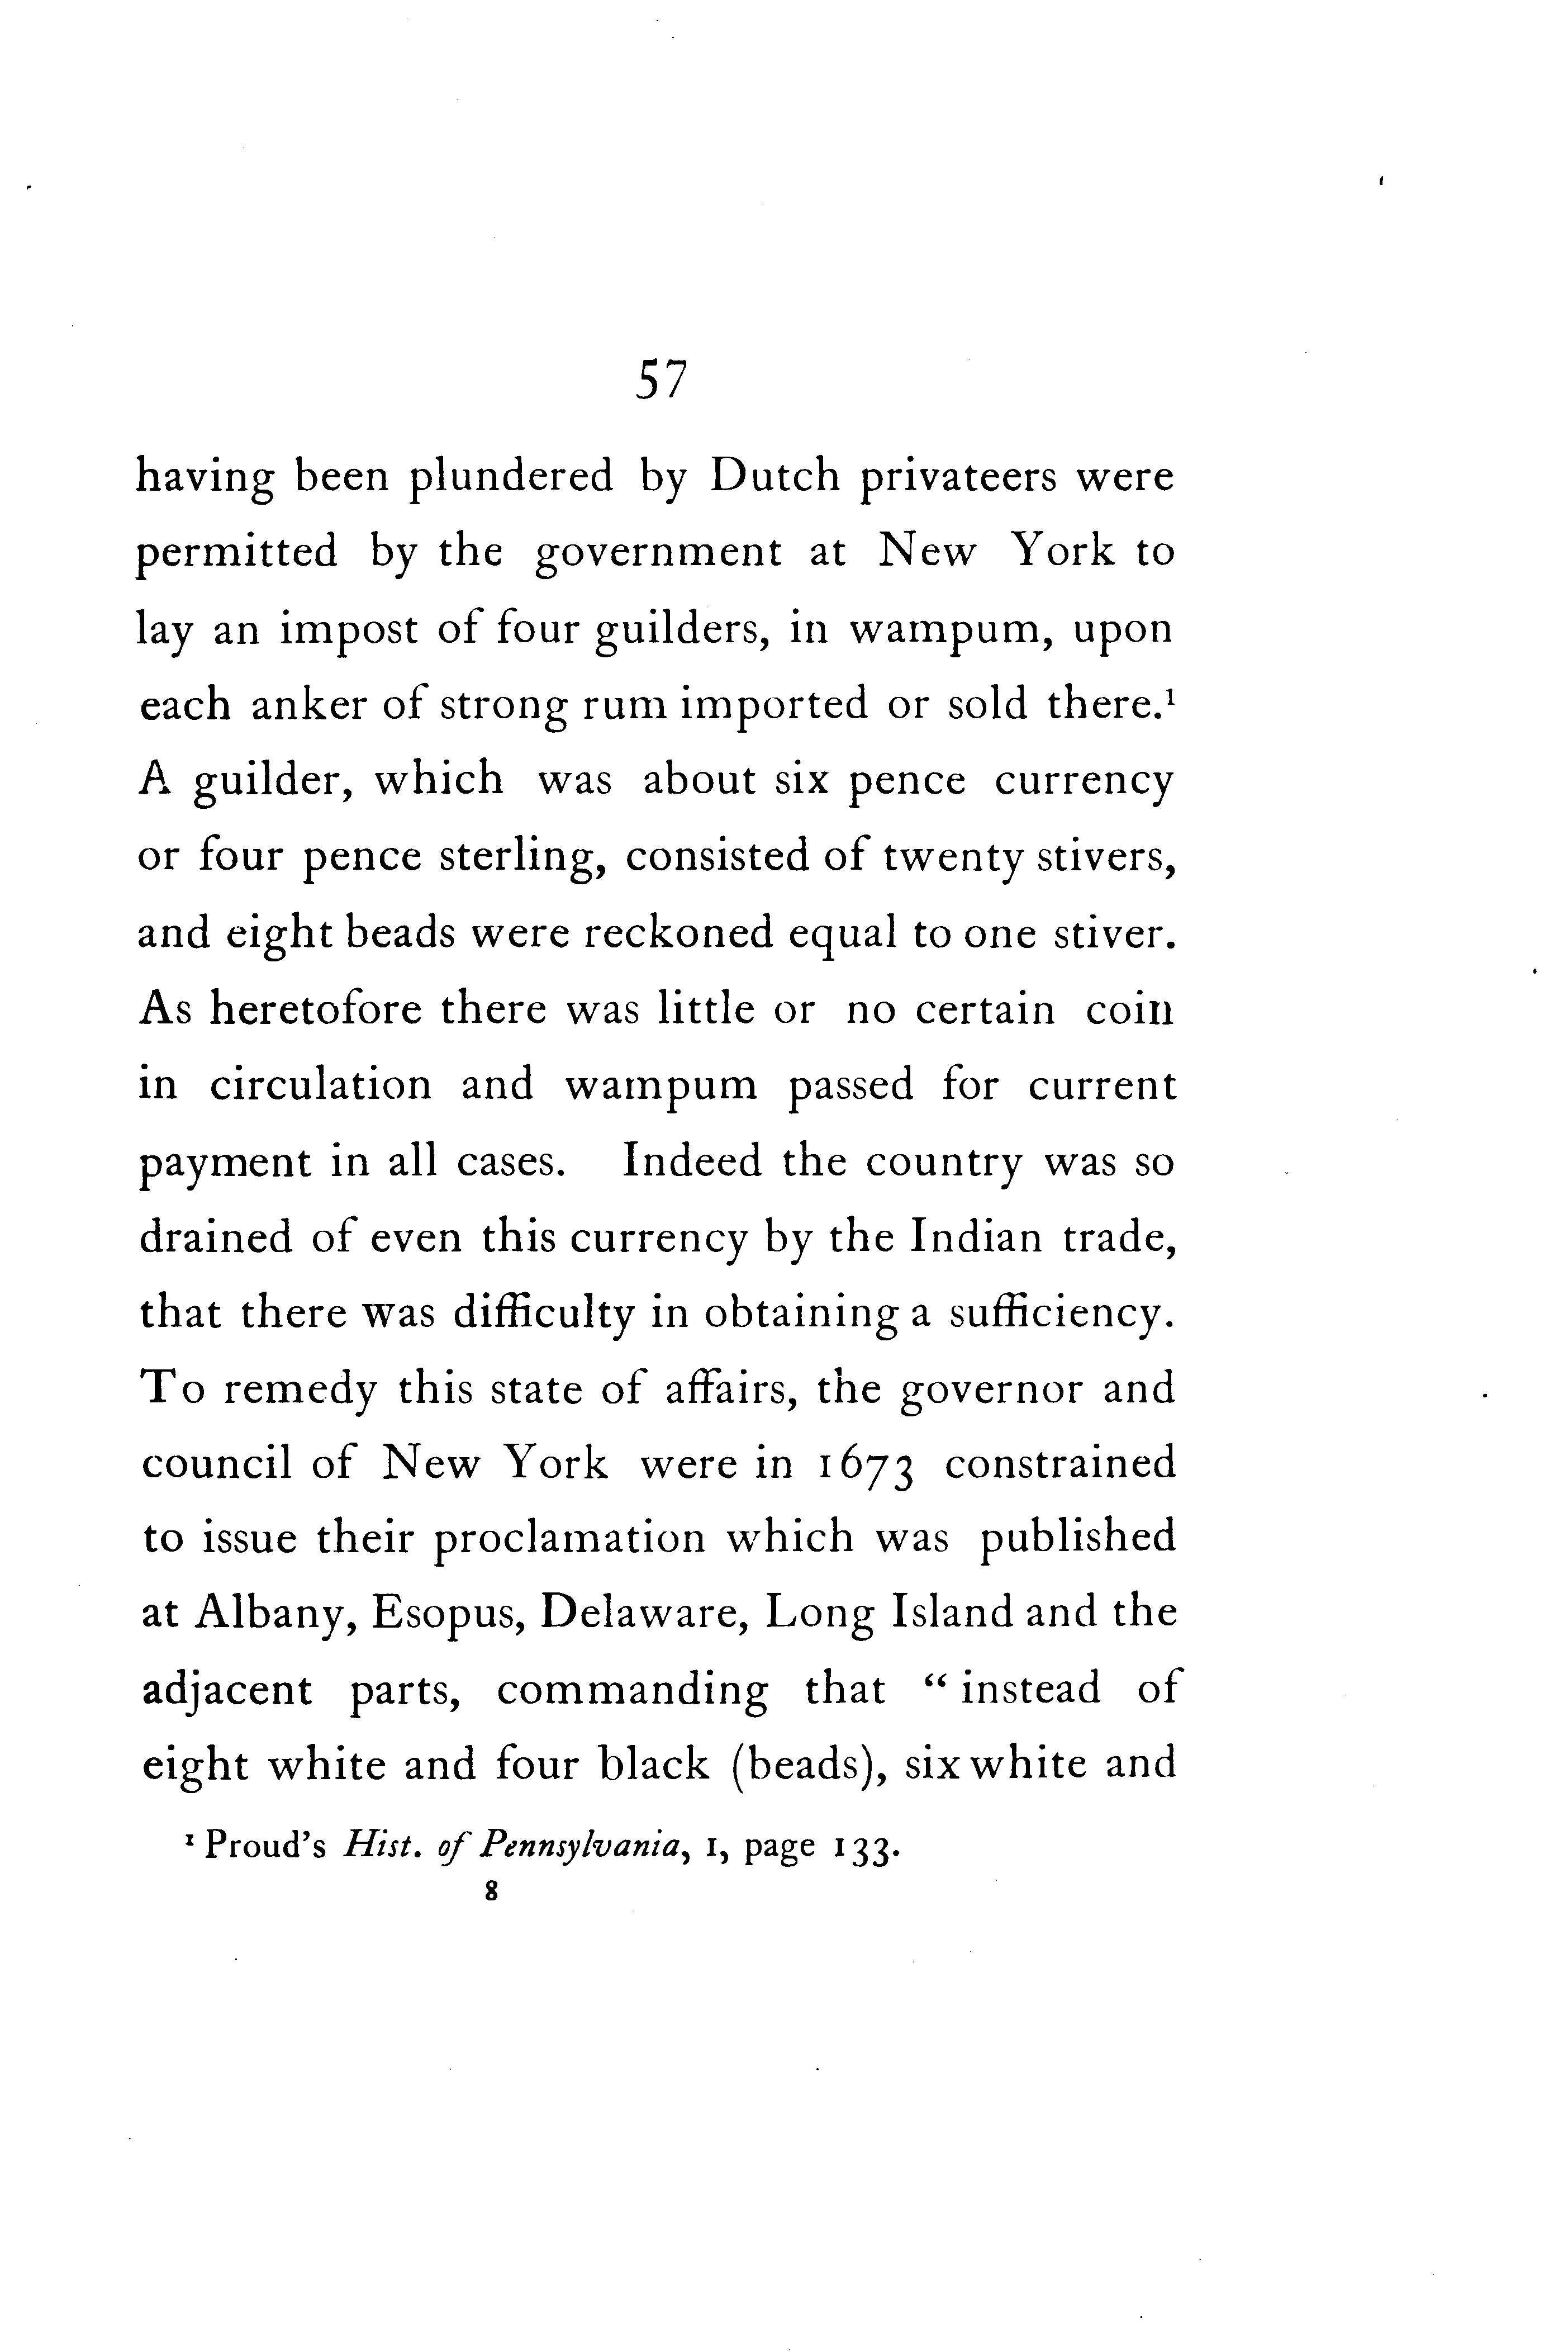 57
having been plundered by Dutch privateers were
permitted by the government at New York to
lay an impost of four guilders, in wampum, upon
each anker of strong rum imported or sold there.¹
A guilder, which was about six pence currency
or four pence sterling, consisted of twenty stivers,
and eight beads were reckoned equal to one stiver.
As heretofore there was little or no certain coin
in circulation and wampum passed for current
payment in all cases. Indeed the country was so
drained of even this currency by the Indian trade,
that there was difficulty in obtaining a sufficiency.
To remedy this state of affairs, the governor and
council of New York were in 1673 constrained
to issue their proclamation which was published
at Albany, Esopus, Delaware, Long Island and the
adjacent parts, commanding that “ instead of
eight white and four black (beads), six white and
¹ Proud’s Hist. of Pennsylvania, I, page 133.
8